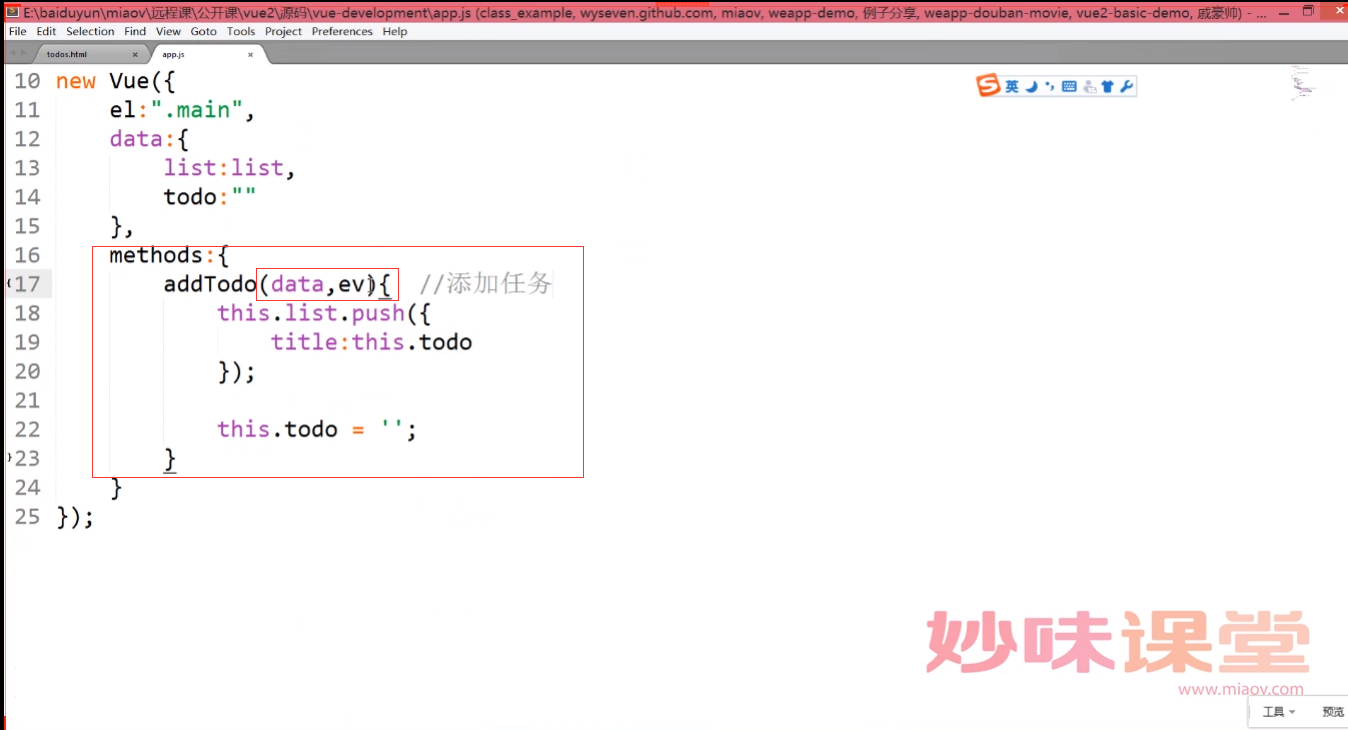 E:\baiduyun\miaov\远程课\公开课\vue2\源码\vue-development\app.js (class_example, wyseven.github.com, miaov, weapp-demo, 例子分享, weapp-douban-movie, vue2-basic-demo, 戚豪帅) - ...
File Edit Selection Find View Goto Tools Project Preferences Help
todos.html × app.js ×
10 new Vue({
11 el:".main",
12 data:{
13 list:list,
14 todo:""
15 },
16 methods:{
17 addTodo(data,ev){ //添加任务
18 this.list.push({
19 title:this.todo
20 });
21
22 this.todo = '';
23 }
24 }
25 });
英
妙味课堂
www.miaov.com
工具 预览